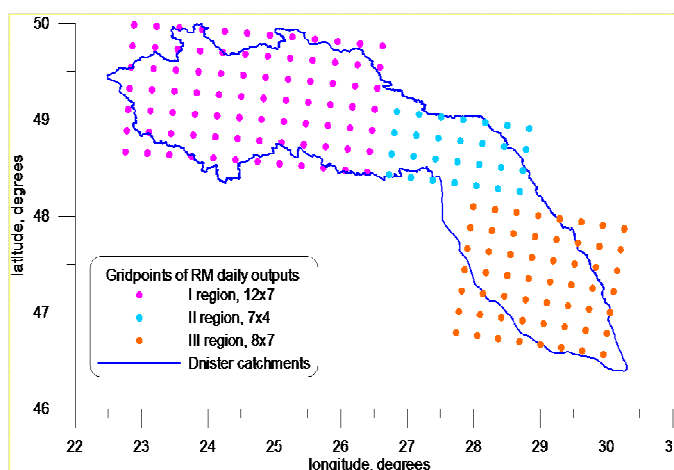 50
49
48
47
46
latitude, degrees
Gridpoints of RM daily outputs
I region, 12x7
II region, 7x4
III region, 8x7
Dnister catchments
22 23 24 25 26 27 28 29 30 3
longitude, degrees